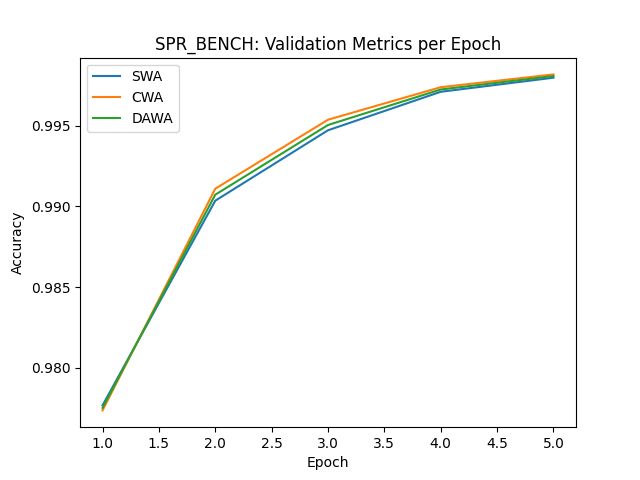 SPR_BENCH: Validation Metrics per Epoch
SWA
CWA
DAWA
Accuracy
0.995
0.990
0.985
0.980
1.0 1.5 2.0 2.5 3.0 3.5 4.0 4.5 5.0
Epoch